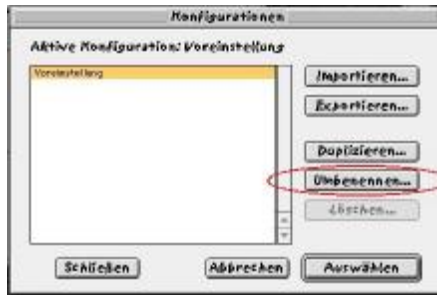 Konfigurationen
Aktive Konfiguration: Voreinstellung
Voreinstellung
Importieren...
Exportieren...
Duplizieren...
Umbenennen...
Löschen...
Schließen
Abbrechen
Auswählen